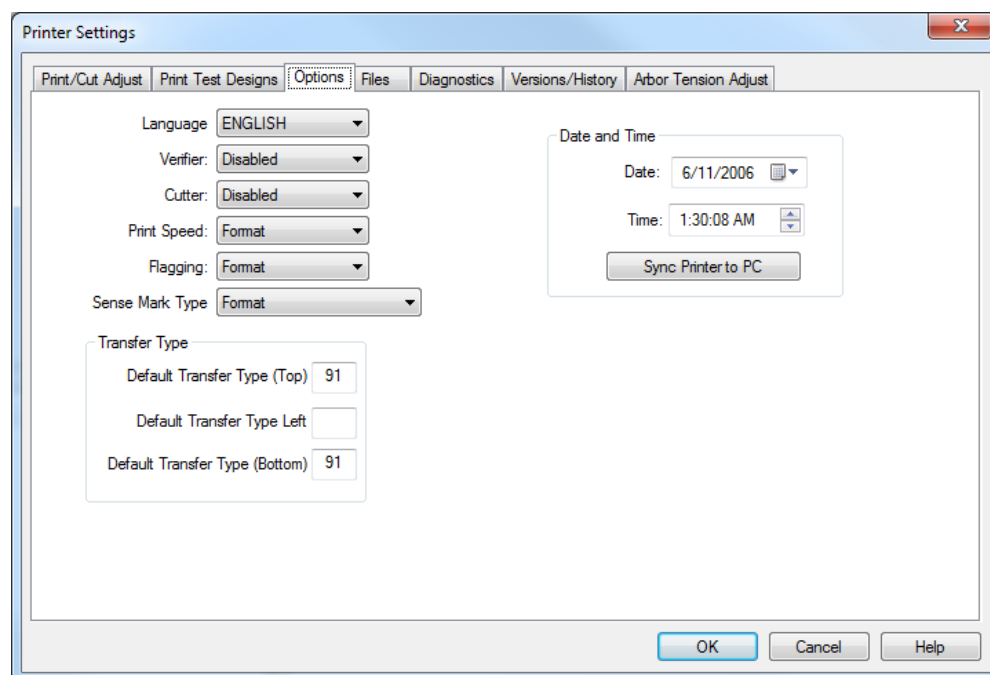 Printer Settings
Print/Cut Adjust Print Test Designs Options Files Diagnostics Versions/History Arbor Tension Adjust
Language ENGLISH
Verifier: Disabled
Cutter: Disabled
Print Speed: Format
Flagging: Format
Sense Mark Type Format
Transfer Type
Default Transfer Type (Top) 91
Default Transfer Type Left
Default Transfer Type (Bottom) 91
Date and Time
Date: 6/11/2006
Time: 1:30:08 AM
Sync Printer to PC
OK Cancel Help